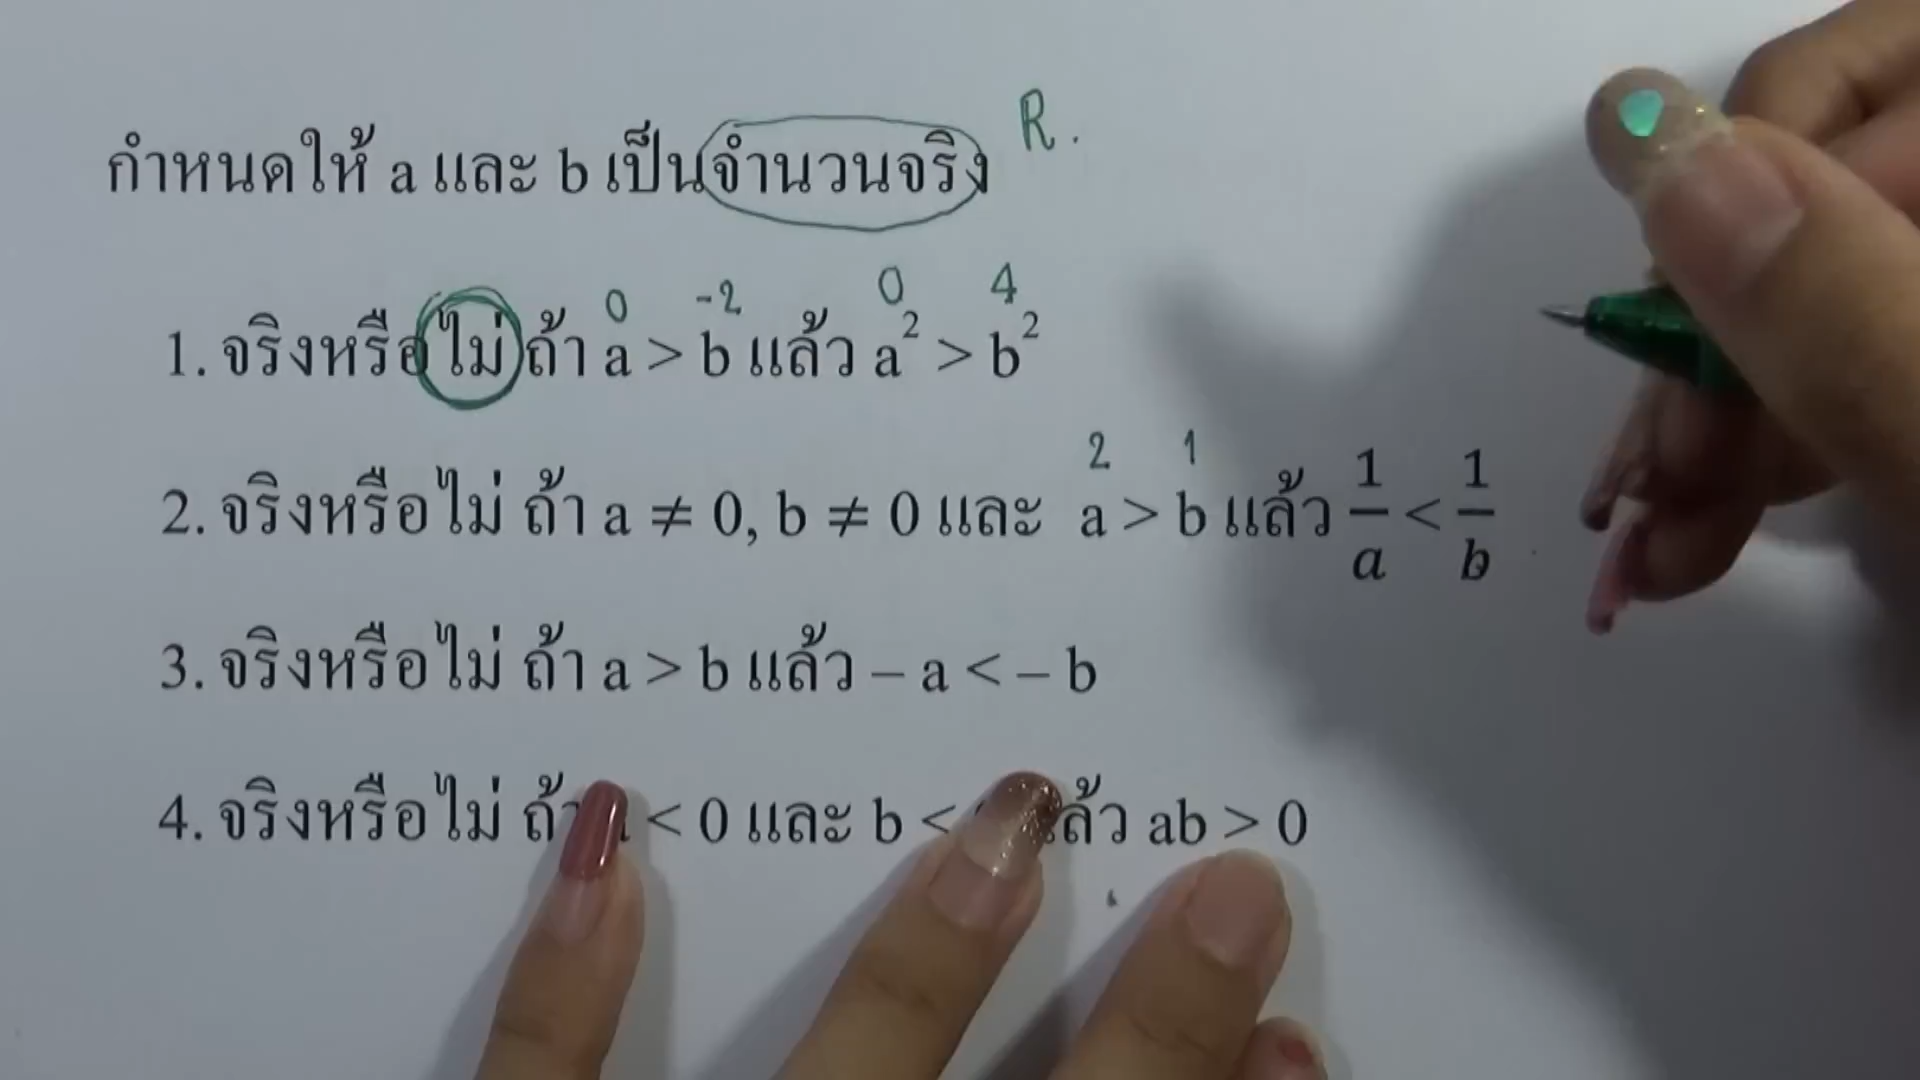 กำหนดให้ a และ b เป็นจำนวนจริง R.
0 -2 0 4
1. จริงหรือไม่ ถ้า a > b แล้ว a² > b²
2 1
2. จริงหรือไม่ ถ้า a ≠ 0, b ≠ 0 และ a > b แล้ว 1/a < 1/b
3. จริงหรือไม่ ถ้า a > b แล้ว – a < – b
4. จริงหรือไม่ < 0 และ b < ab > 0